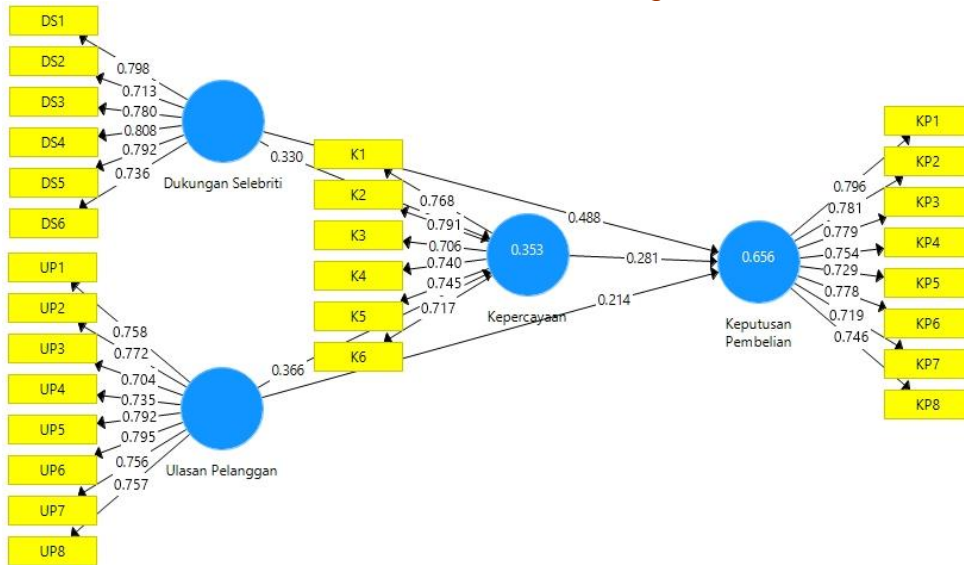 DS1
DS2
DS3
DS4
DS5
DS6
0.798
0.713
0.780
0.808
0.792
0.736
Dukungan Selebriti
0.330
0.488
UP1
UP2
UP3
UP4
UP5
UP6
UP7
UP8
0.758
0.772
0.704
0.735
0.792
0.795
0.756
0.757
Ulasan Pelanggan
0.366
0.214
K1
K2
K3
K4
K5
K6
0.768
0.791
0.706
0.740
0.745
0.717
0.353
Kepercayaan
0.281
0.656
Keputusan
Pembelian
0.796
0.781
0.779
0.754
0.729
0.778
0.719
0.746
KP1
KP2
KP3
KP4
KP5
KP6
KP7
KP8